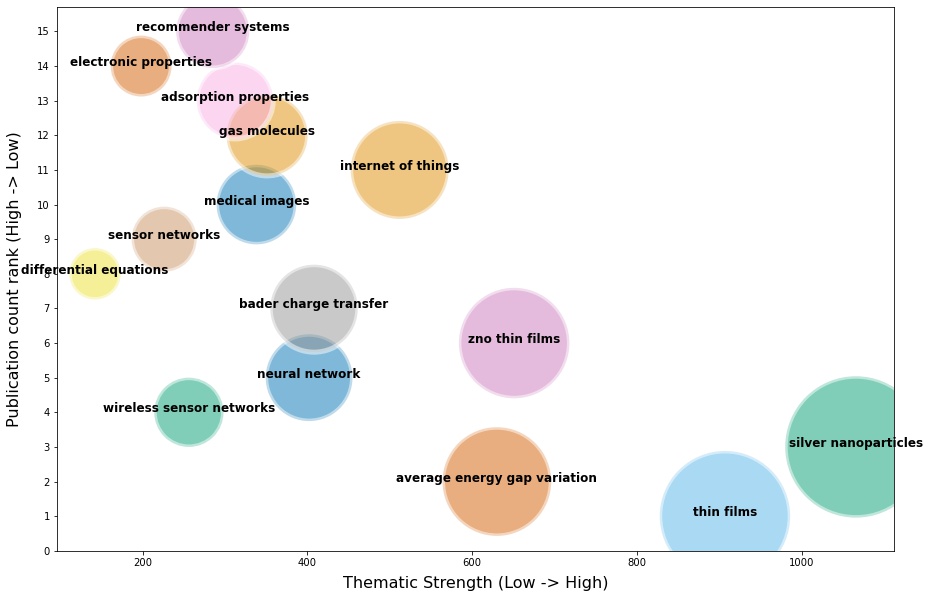 15
recommender systems
14
electronic properties
13
adsorption properties
12
gas molecules
11
internet of things
10
medical images
9
sensor networks
8
differential equations
7
bader charge transfer
6
zno thin films
5
neural network
4
wireless sensor networks
3
silver nanoparticles
2
average energy gap variation
1
thin films
0
Publication count rank (High -> Low)
200 400 600 800 1000
Thematic Strength (Low -> High)